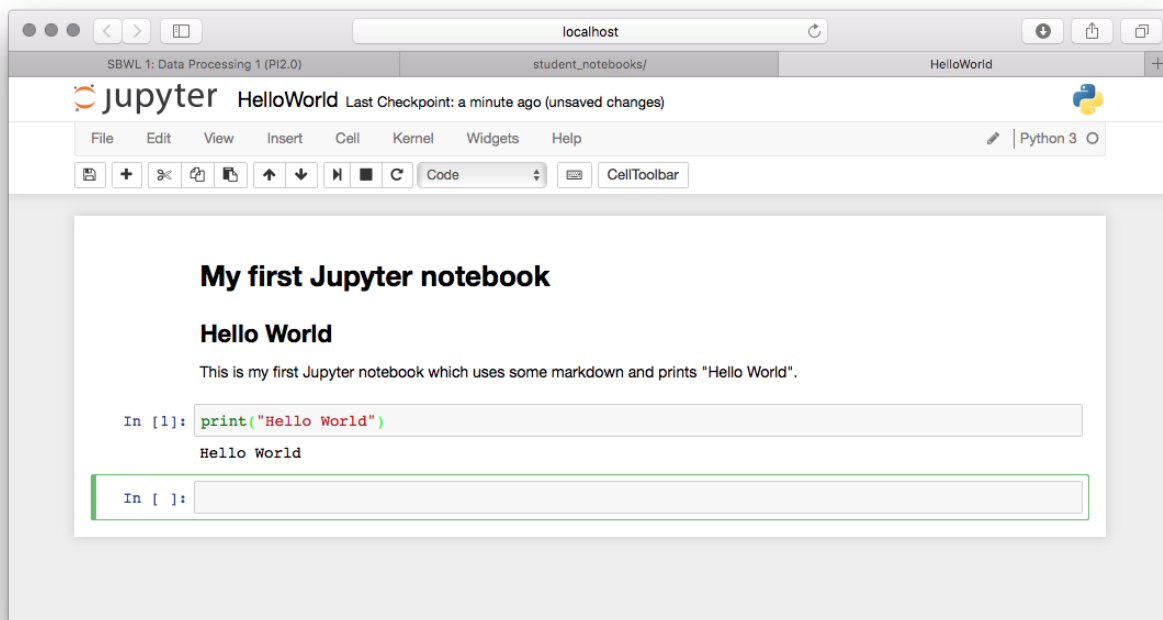 localhost
SBWL 1: Data Processing 1 (PI2.0) student_notebooks/ HelloWorld
jupyter HelloWorld Last Checkpoint: a minute ago (unsaved changes)
File Edit View Insert Cell Kernel Widgets Help Python 3
Code CellToolbar
My first Jupyter notebook
Hello World
This is my first Jupyter notebook which uses some markdown and prints "Hello World".
In [1]: print("Hello World")
Hello World
In [ ]: